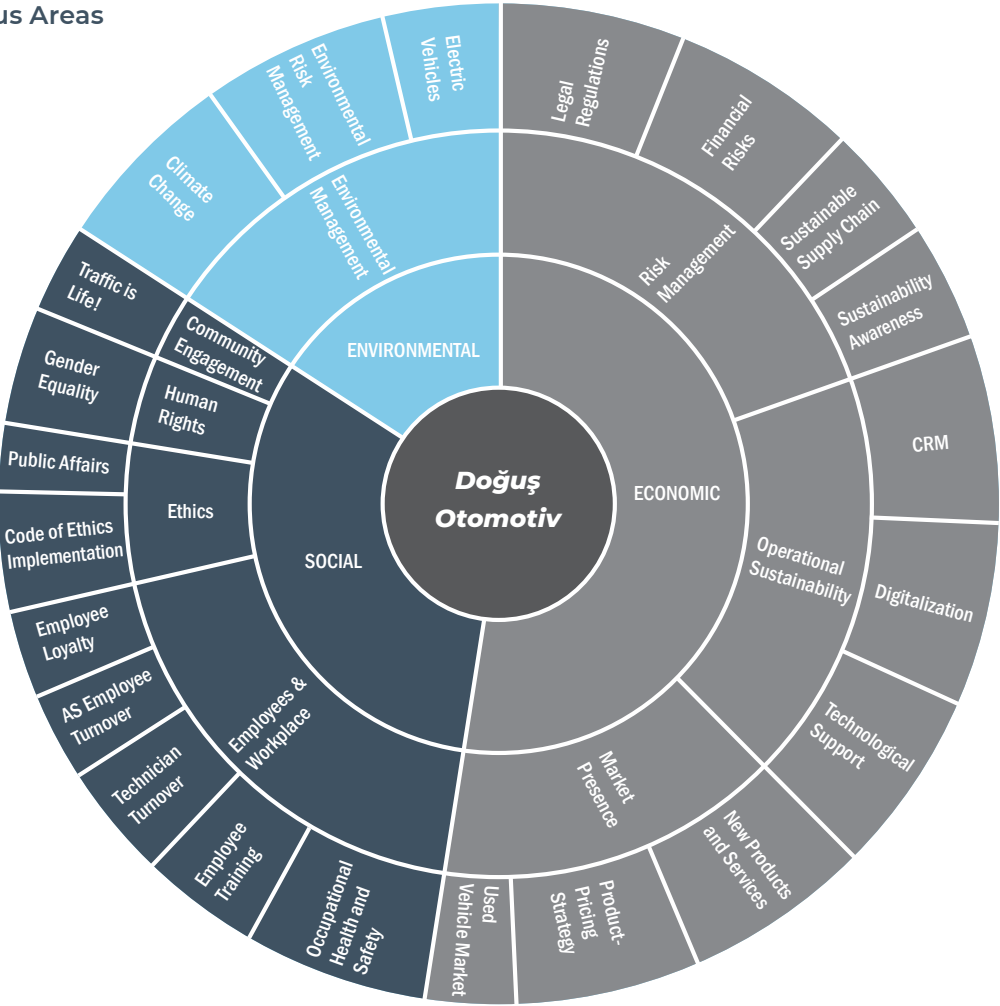 us Areas
Doğuş
Otomotiv
ENVIRONMENTAL
ECONOMIC
SOCIAL
Environmental
Management
Risk
Management
Operational
Sustainability
Market
Presence
Employees &
Workplace
Ethics
Human
Rights
Community
Engagement
Climate
Change
Environmental
Risk
Management
Electric
Vehicles
Legal
Regulations
Financial
Risks
Sustainable
Supply Chain
Sustainability
Awareness
CRM
Digitalization
Technological
Support
New Products
and Services
Product-
Pricing
Strategy
Used
Vehicle Market
Occupational
Health and
Safety
Employee
Training
Technician
Turnover
AS Employee
Turnover
Employee
Loyalty
Code of Ethics
Implementation
Public Affairs
Gender
Equality
Traffic is
Life!